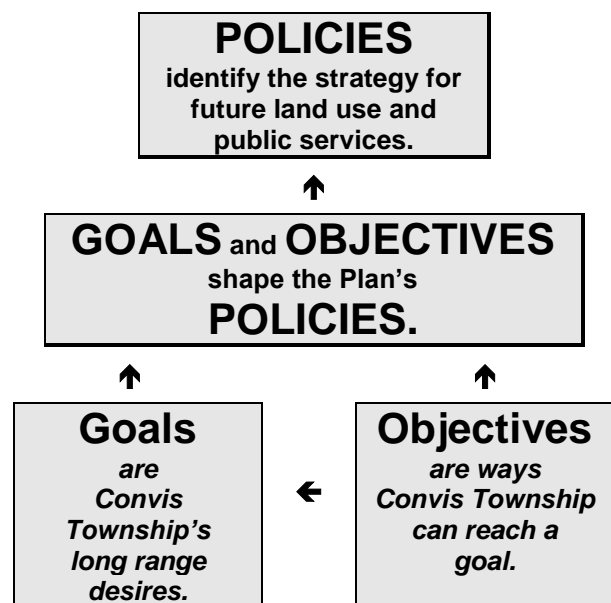 POLICIES
identify the strategy for
future land use and
public services.
GOALS and OBJECTIVES
shape the Plan’s
POLICIES.
Goals
are
Convis
Township’s
long range
desires.
Objectives
are ways
Convis Township
can reach a
goal.